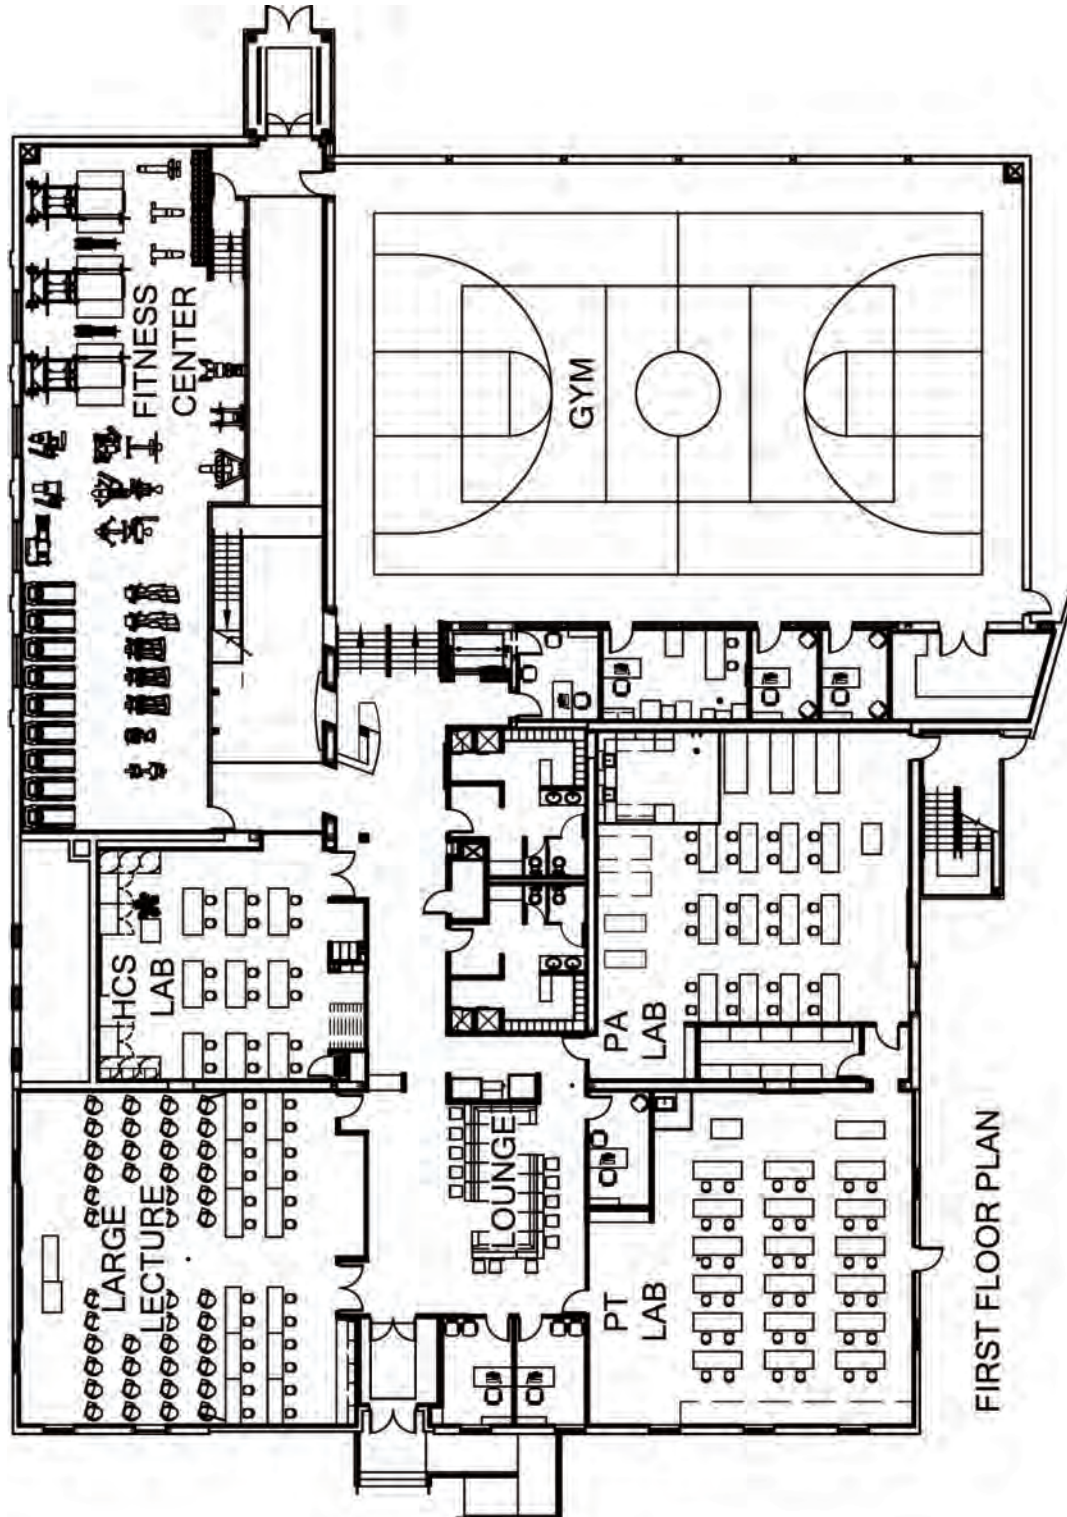 FITNESS
CENTER
GYM
HCS
LAB
LARGE
LECTURE
LOUNGE
PA
LAB
PT
LAB
FIRST FLOOR PLAN